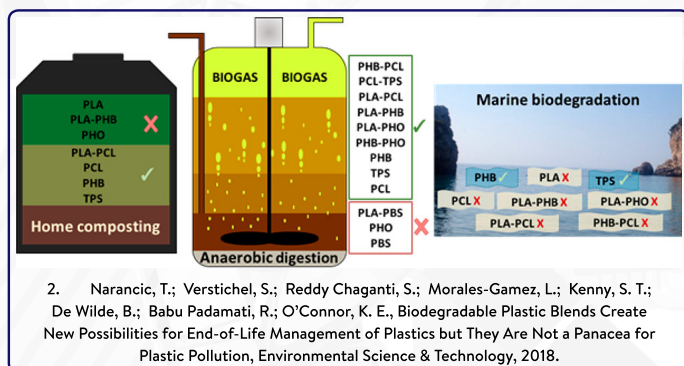 PLA
PLA-PHB
PHO
X
PLA-PCL
PCL
PHB
TPS
✓
Home composting
BIOGAS BIOGAS
Anaerobic digestion
PHB-PCL
PCL-TPS
PLA-PCL
PLA-PHB
PLA-PHO
PHB-PHO
PHB
TPS
PCL
✓
PLA-PBS
PHO
PBS
X
Marine biodegradation
PHB ✓ PLA X TPS ✓
PCL X PLA-PHB X PLA-PHO X
PLA-PCL X PHB-PCL X
2. Narancic, T.; Verstichel, S.; Reddy Chaganti, S.; Morales-Gamez, L.; Kenny, S. T.;
De Wilde, B.; Babu Padamati, R.; O'Connor, K. E., Biodegradable Plastic Blends Create
New Possibilities for End-of-Life Management of Plastics but They Are Not a Panacea for
Plastic Pollution, Environmental Science & Technology, 2018.